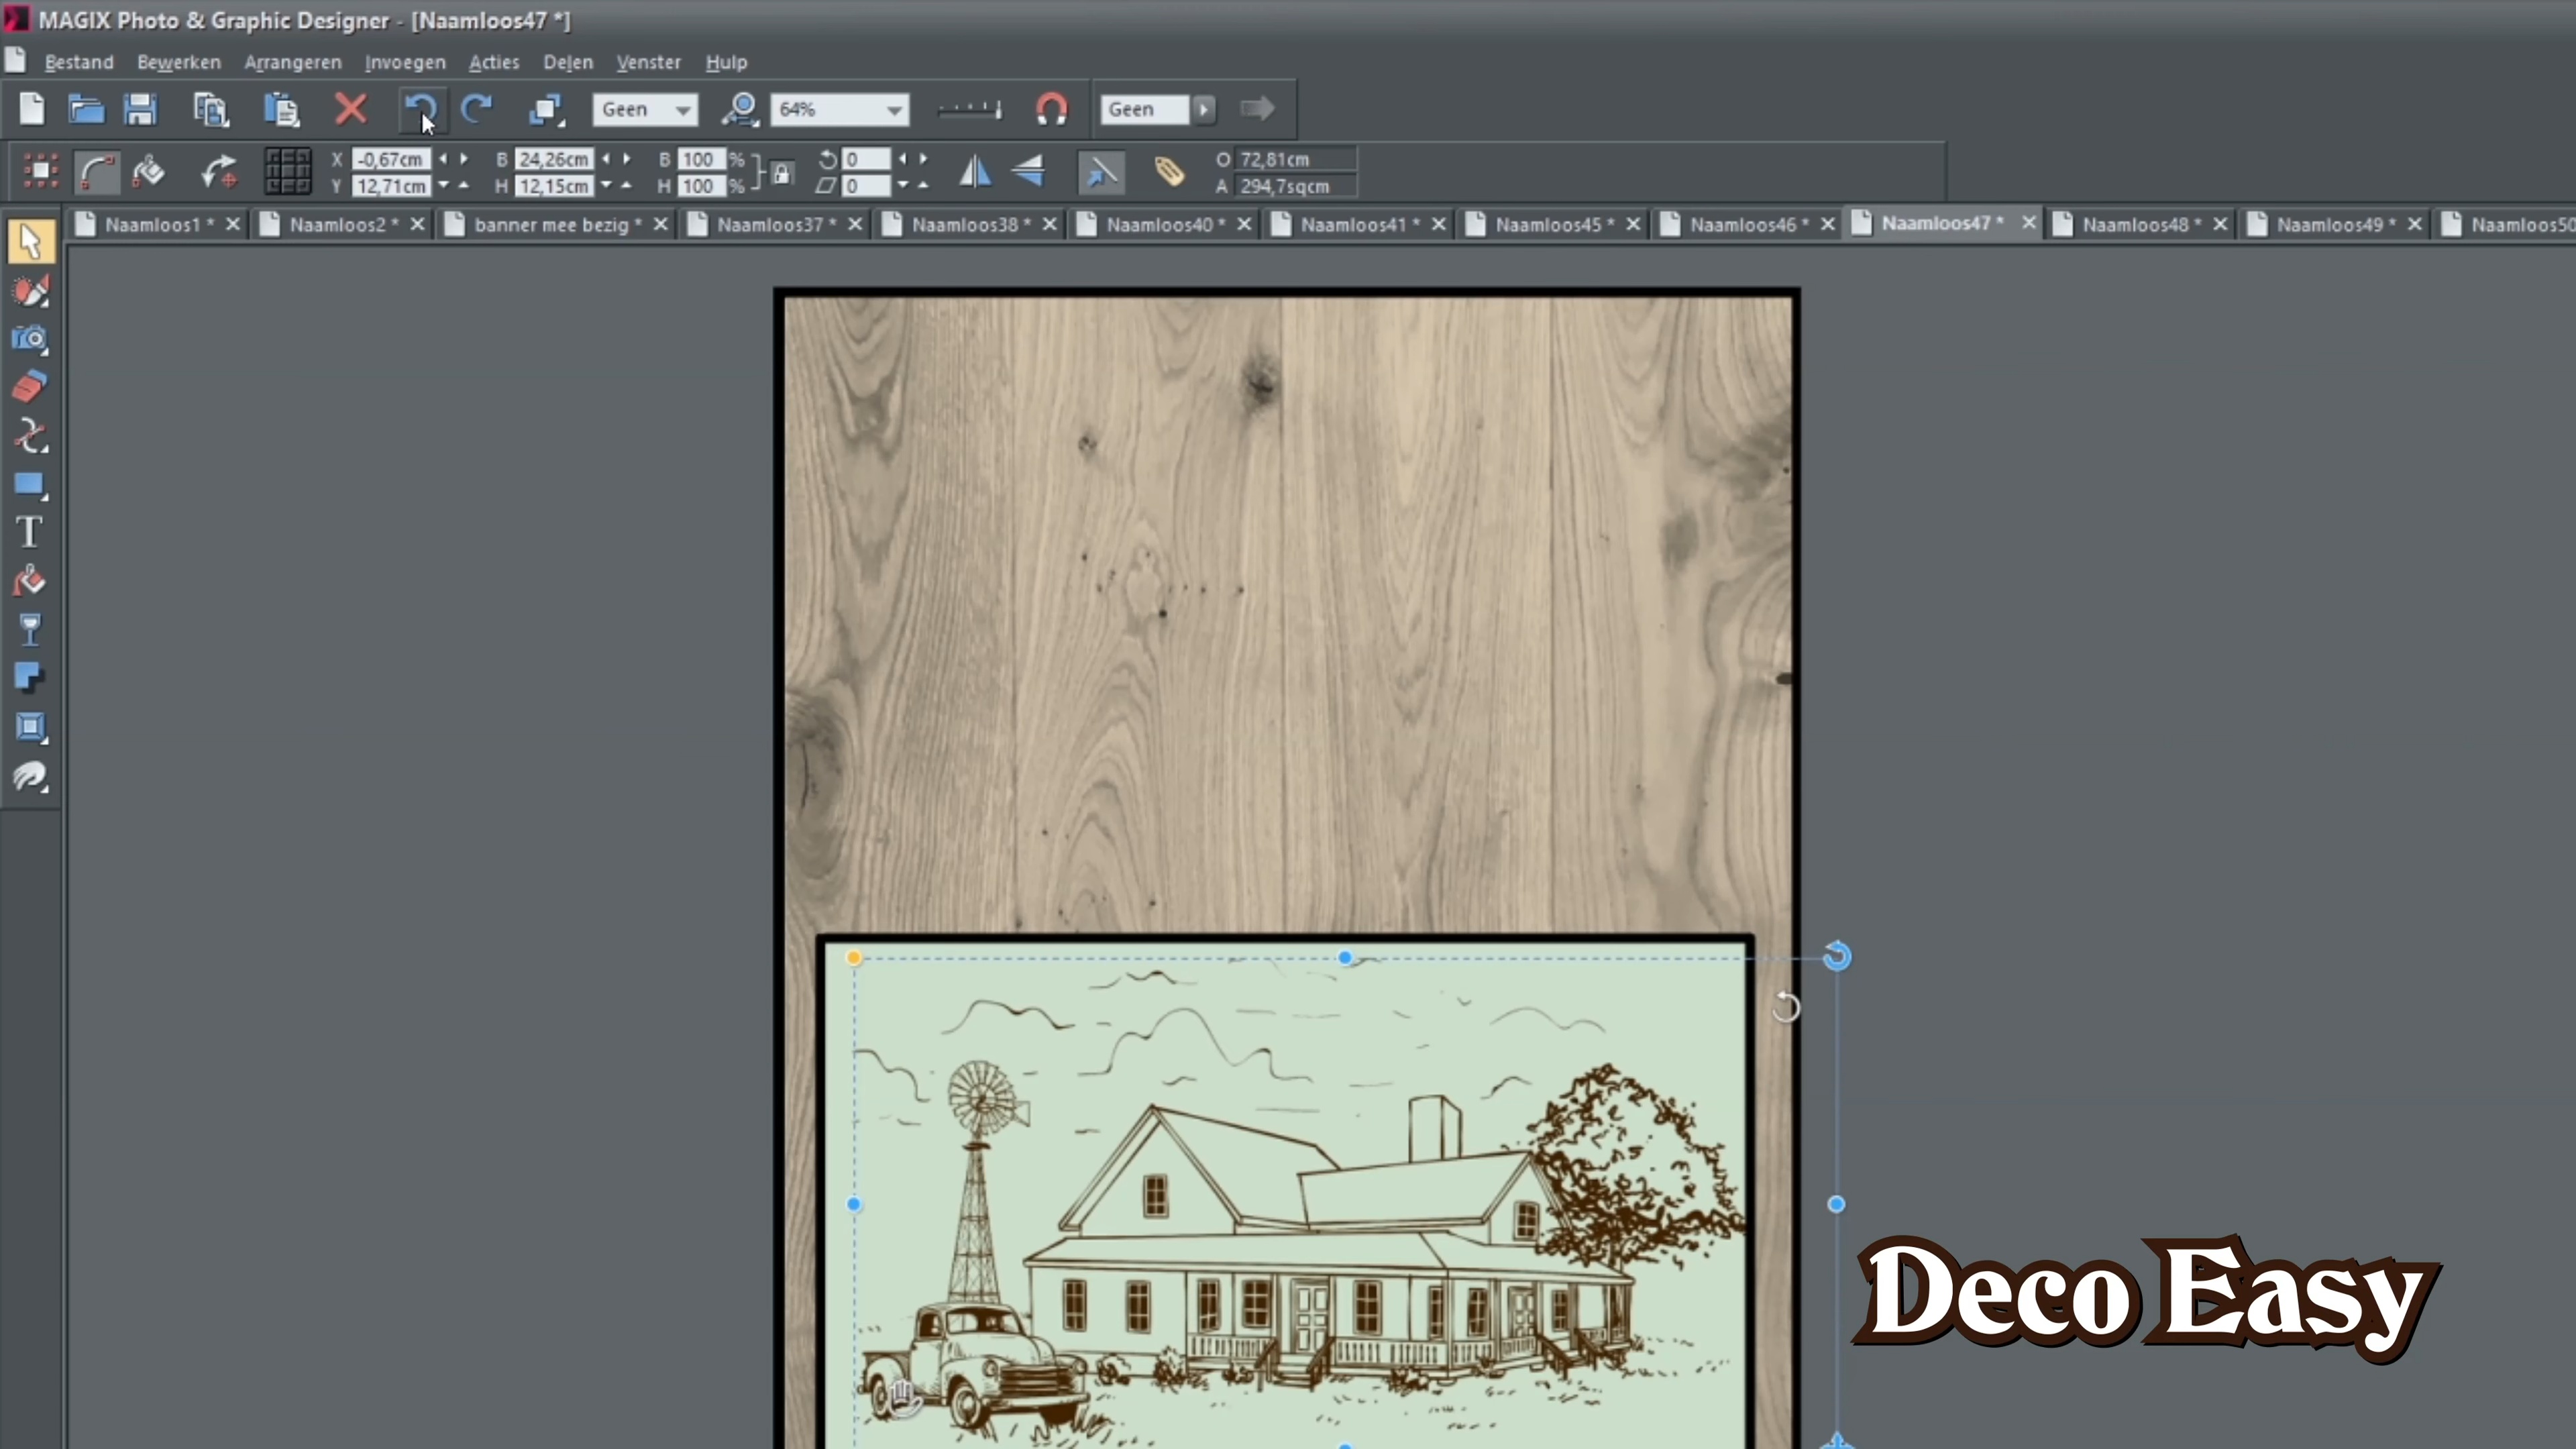 MAGIX Photo & Graphic Designer - [Naamloos47 *]
Bestand Bewerken Arrangeren Invoegen Acties Delen Venster Hulp
Geen 64% Geen
X -0,67cm B 24,26cm B 100 % 0 O 72,81cm
Y 12,71cm H 12,15cm H 100 % 0 A 294,7sqcm
Naamloos1 * Naamloos2 * banner mee bezig * Naamloos37 * Naamloos38 * Naamloos40 * Naamloos41 * Naamloos45 * Naamloos46 * Naamloos47 * Naamloos48 * Naamloos49 * Naamloos50
T
Deco Easy